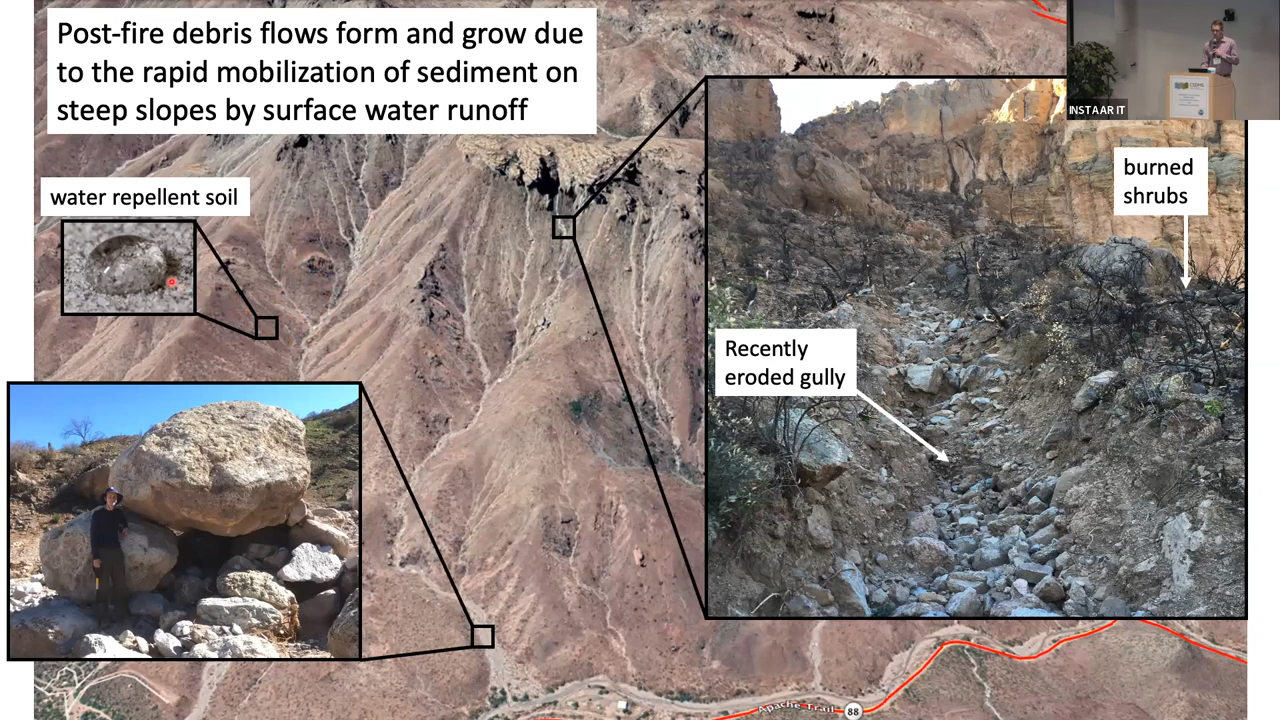 Post-fire debris flows form and grow due
to the rapid mobilization of sediment on
steep slopes by surface water runoff
INSTAAR IT
burned
shrubs
water repellent soil
Recently
eroded gully
Apache Trail
88